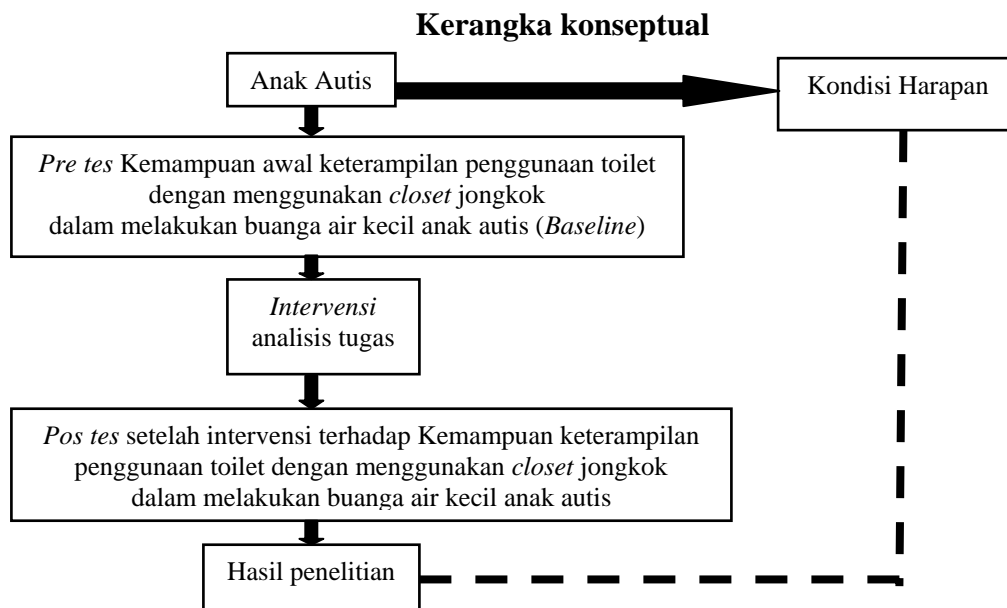 Kerangka konseptual
Anak Autis
Kondisi Harapan
Pre tes Kemampuan awal keterampilan penggunaan toilet
dengan menggunakan closet jongkok
dalam melakukan buanga air kecil anak autis (Baseline)
Intervensi
analisis tugas
Pos tes setelah intervensi terhadap Kemampuan keterampilan
penggunaan toilet dengan menggunakan closet jongkok
dalam melakukan buanga air kecil anak autis
Hasil penelitian